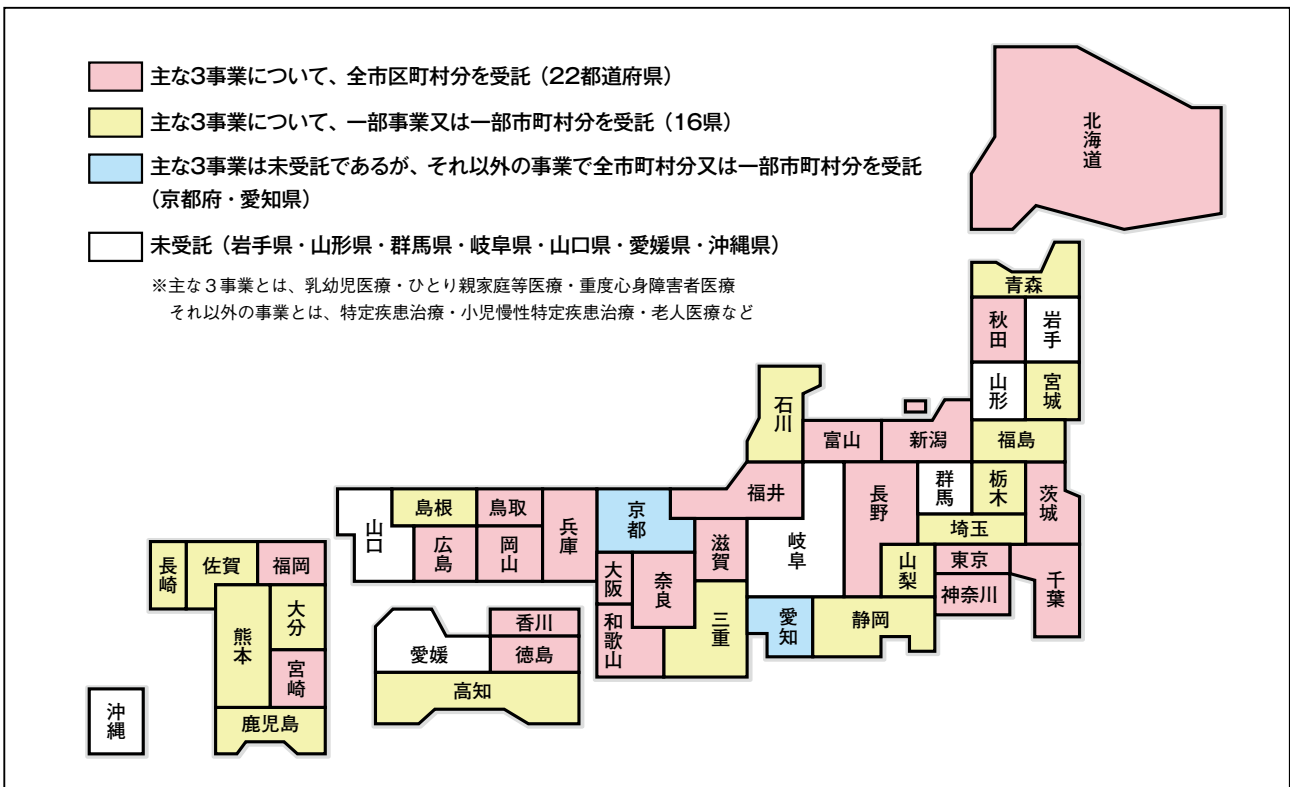 主な3事業について、全市区町村分を受託（22都道府県）
主な3事業について、一部事業又は一部市町村分を受託（16県）
主な3事業は未受託であるが、それ以外の事業で全市町村分又は一部市町村分を受託
（京都府・愛知県）
未受託（岩手県・山形県・群馬県・岐阜県・山口県・愛媛県・沖縄県）
※主な３事業とは、乳幼児医療・ひとり親家庭等医療・重度心身障害者医療
それ以外の事業とは、特定疾患治療・小児慢性特定疾患治療・老人医療など
北海道
青森
秋田
岩手
山形
宮城
石川
富山
新潟
福島
福井
長野
群馬
栃木
茨城
埼玉
岐阜
山梨
東京
神奈川
千葉
山口
島根
鳥取
兵庫
京都
滋賀
広島
岡山
大阪
奈良
和歌山
三重
愛知
静岡
長崎
佐賀
福岡
熊本
大分
宮崎
鹿児島
香川
愛媛
徳島
高知
沖縄